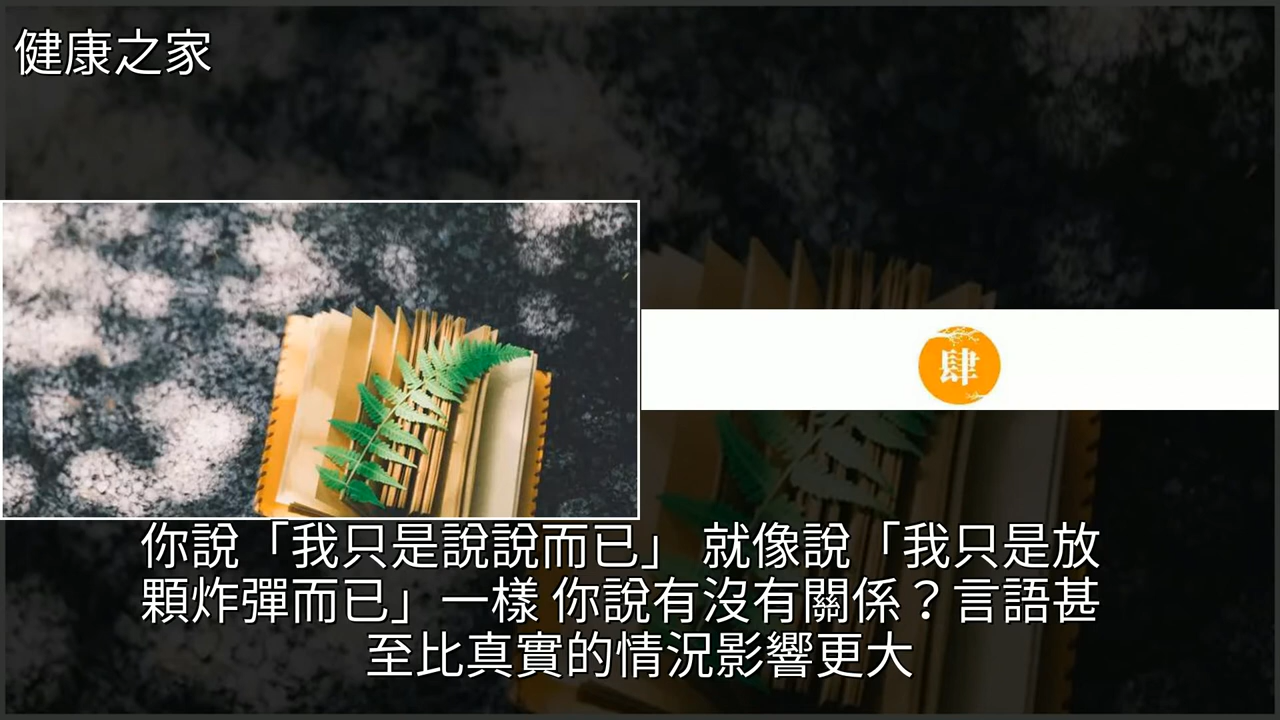 健康之家
肆
你說「我只是說說而已」 就像說「我只是放
顆炸彈而已」一樣 你說有沒有關係？言語甚
至比真實的情況影響更大